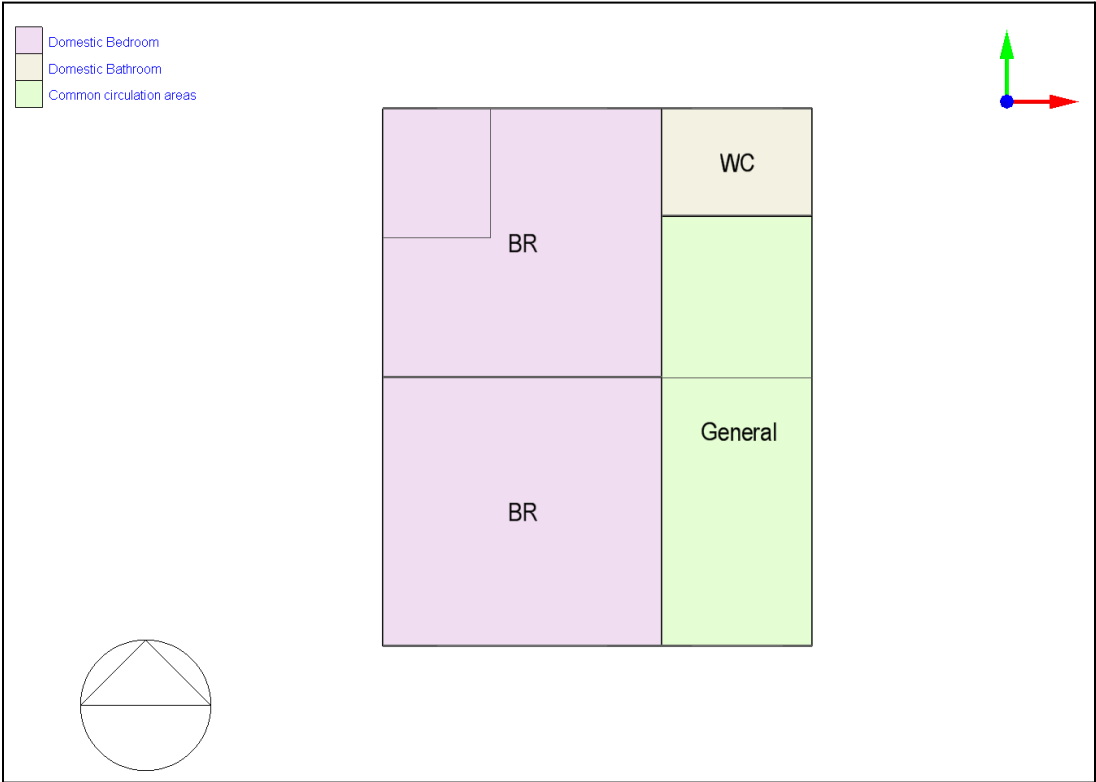 Domestic Bedroom
Domestic Bathroom
Common circulation areas
WC
BR
General
BR